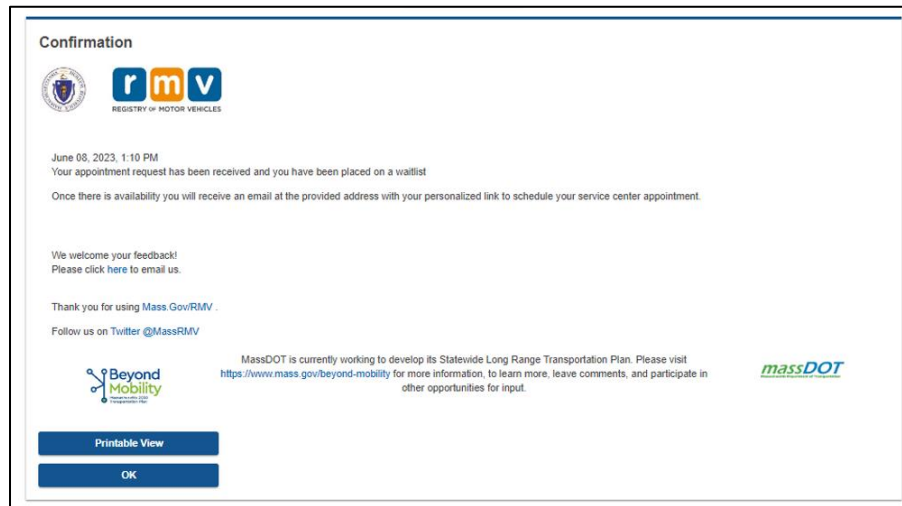 Confirmation
rmv
REGISTRY OF MOTOR VEHICLES
June 08, 2023, 1:10 PM
Your appointment request has been received and you have been placed on a waitlist
Once there is availability you will receive an email at the provided address with your personalized link to schedule your service center appointment.
We welcome your feedback!
Please click here to email us.
Thank you for using Mass.Gov/RMV .
Follow us on Twitter @MassRMV
Beyond
Mobility
MassDOT is currently working to develop its Statewide Long Range Transportation Plan. Please visit
https://www.mass.gov/beyond-mobility for more information, to learn more, leave comments, and participate in
other opportunities for input.
massDOT
Printable View
OK